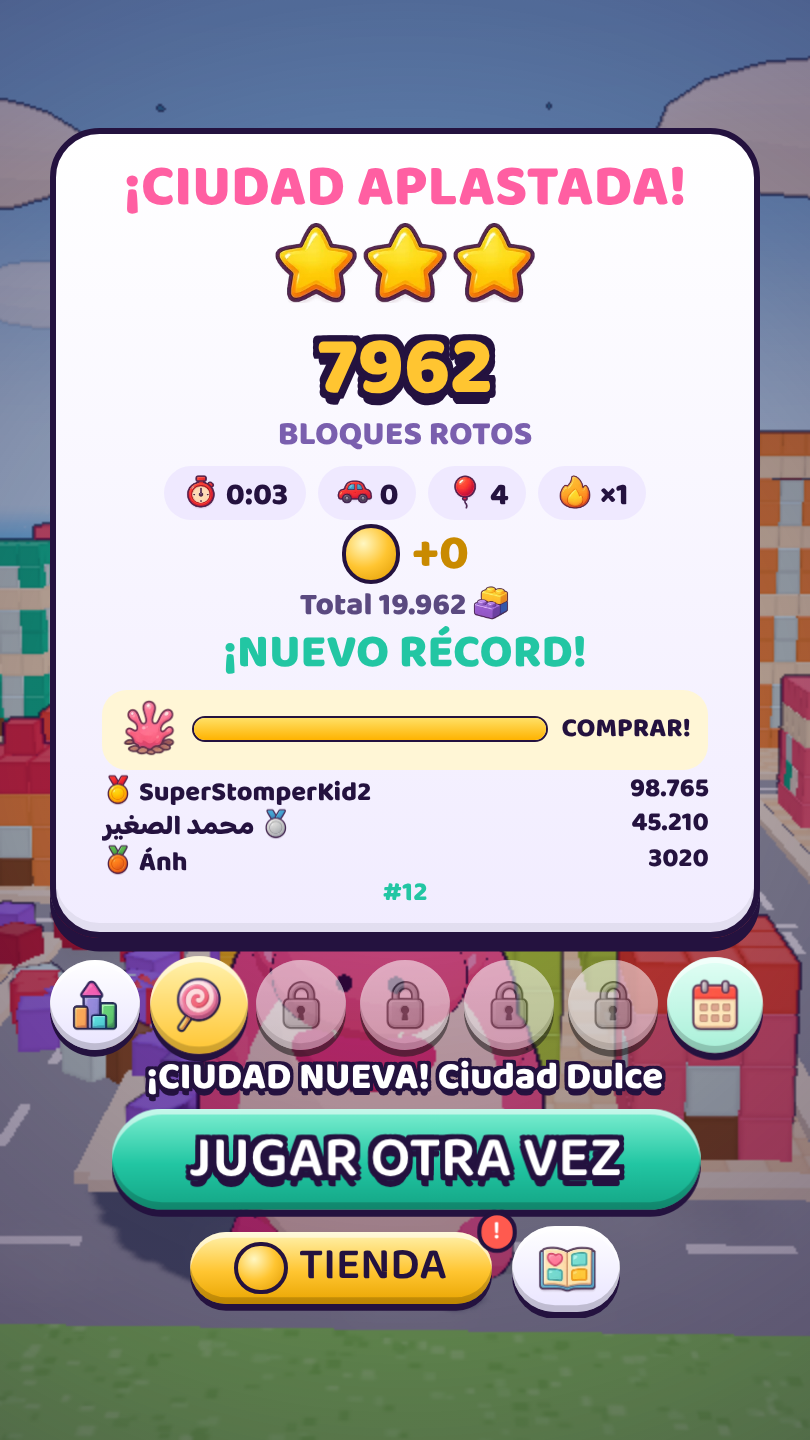 ¡CIUDAD APLASTADA!
7962
BLOQUES ROTOS
0:03 0 4 ×1
+0
Total 19.962
¡NUEVO RÉCORD!
COMPRAR!
SuperStomperKid2 98.765
محمد الصغير 45.210
Ánh 3020
#12
¡CIUDAD NUEVA! Ciudad Dulce
JUGAR OTRA VEZ
!
TIENDA